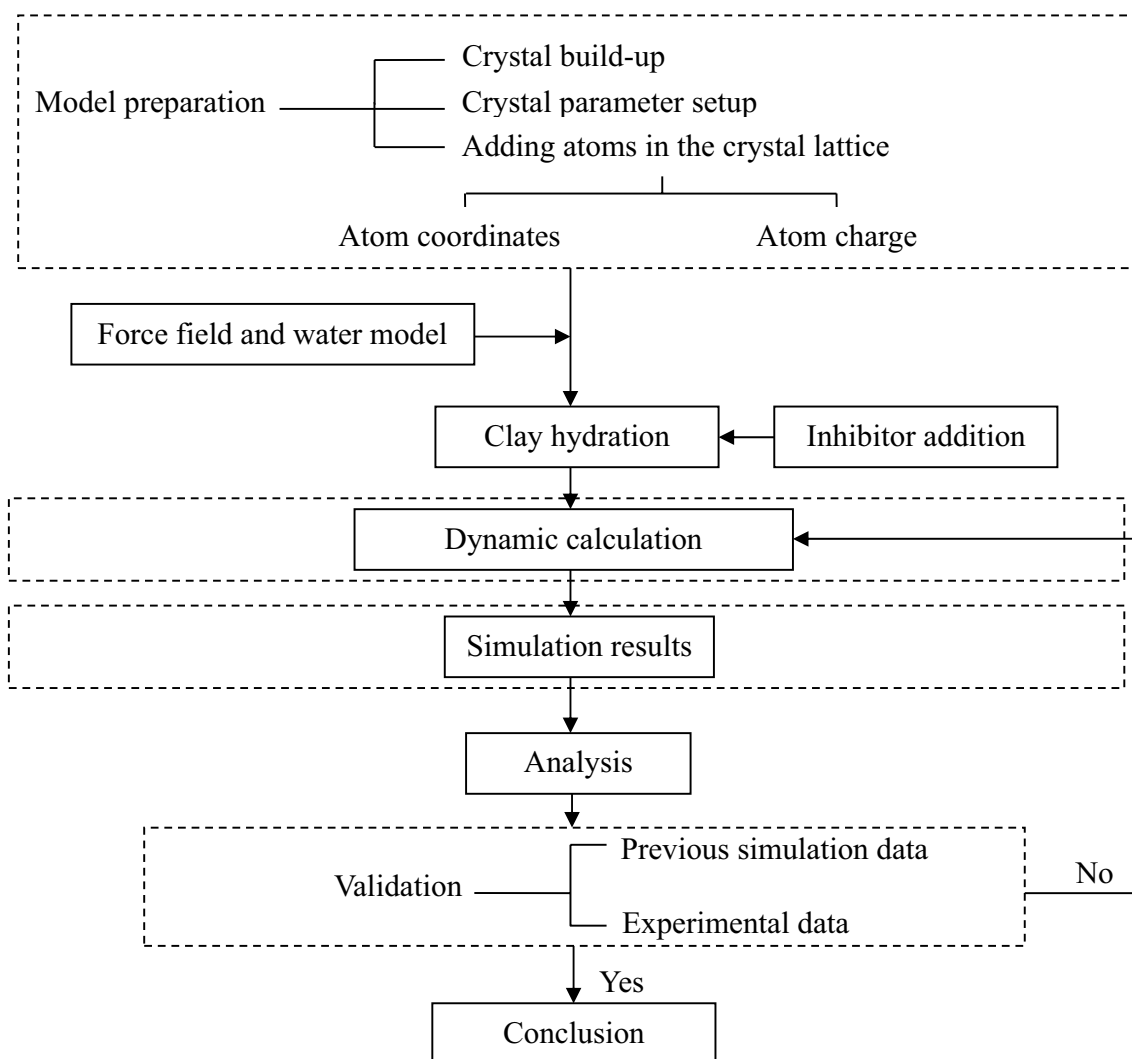 Crystal build-up
Model preparation
Crystal parameter setup
Adding atoms in the crystal lattice
Atom coordinates
Atom charge
Force field and water model
Clay hydration
Inhibitor addition
Dynamic calculation
Simulation results
Analysis
Previous simulation data
Validation
No
Experimental data
Yes
Conclusion